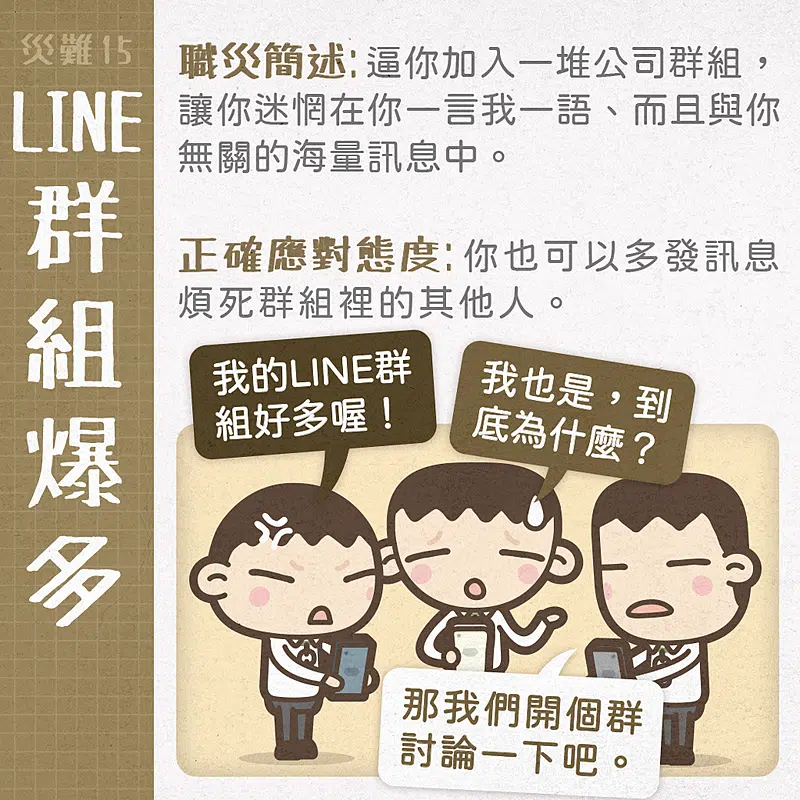 災難15
LINE群組爆多
職災簡述:逼你加入一堆公司群組，
讓你迷惘在你一言我一語、而且與你
無關的海量訊息中。
正確應對態度:你也可以多發訊息
煩死群組裡的其他人。
我的LINE群
組好多喔！
我也是，到
底為什麼？
那我們開個群
討論一下吧。